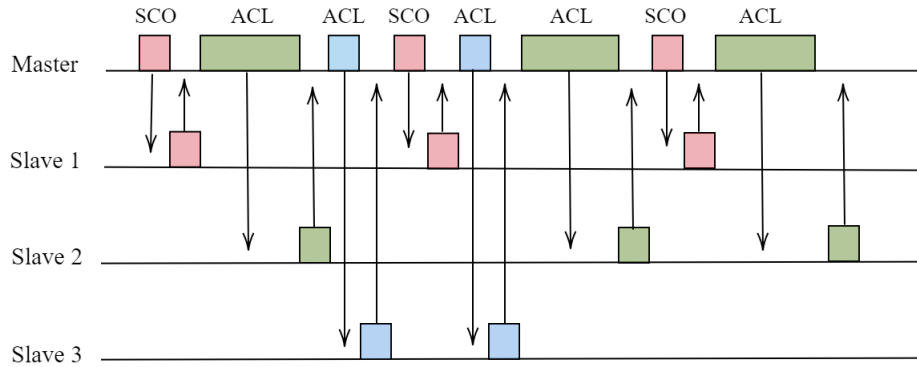 SCO ACL ACL SCO ACL ACL SCO ACL
Master
Slave 1
Slave 2
Slave 3